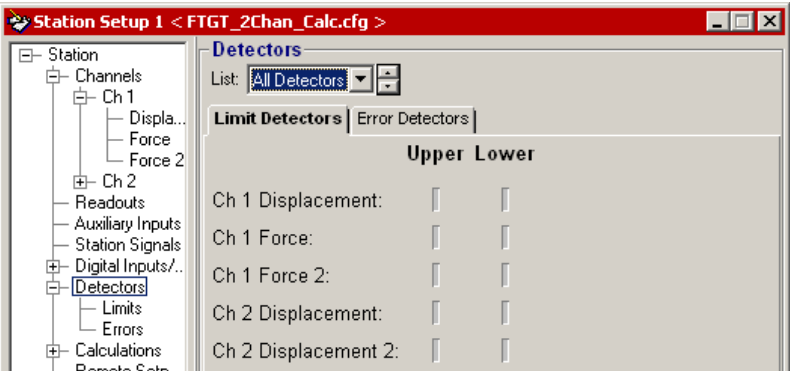 Station Setup 1 < FTGT_2Chan_Calc.cfg >
Station
Channels
Ch 1
Displa...
Force
Force 2
Ch 2
Readouts
Auxiliary Inputs
Station Signals
Digital Inputs/..
Detectors
Limits
Errors
Calculations
Remote Setp
Detectors
List: All Detectors
Limit Detectors Error Detectors
Upper Lower
Ch 1 Displacement:
Ch 1 Force:
Ch 1 Force 2:
Ch 2 Displacement:
Ch 2 Displacement 2: